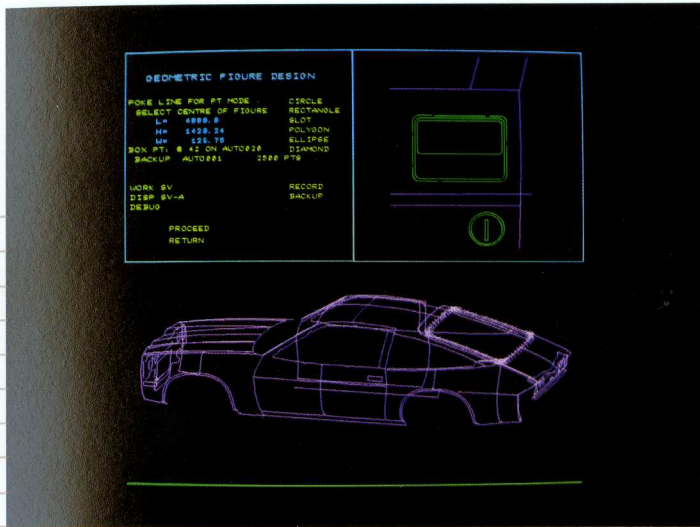 GEOMETRIC FIGURE DESIGN
POKE LINE FOR PT MODE CIRCLE
SELECT CENTRE OF FIGURE RECTANGLE
L= 4000.0 SLOT
H= 1420.24 POLYGON
W= 125.75 ELLIPSE
BOX PT: @ 42 ON AUTO020 DIAMOND
BACKUP AUTO001 2500 PTS
WORK SV RECORD
DISP SV-A BACKUP
DEBUG
PROCEED
RETURN